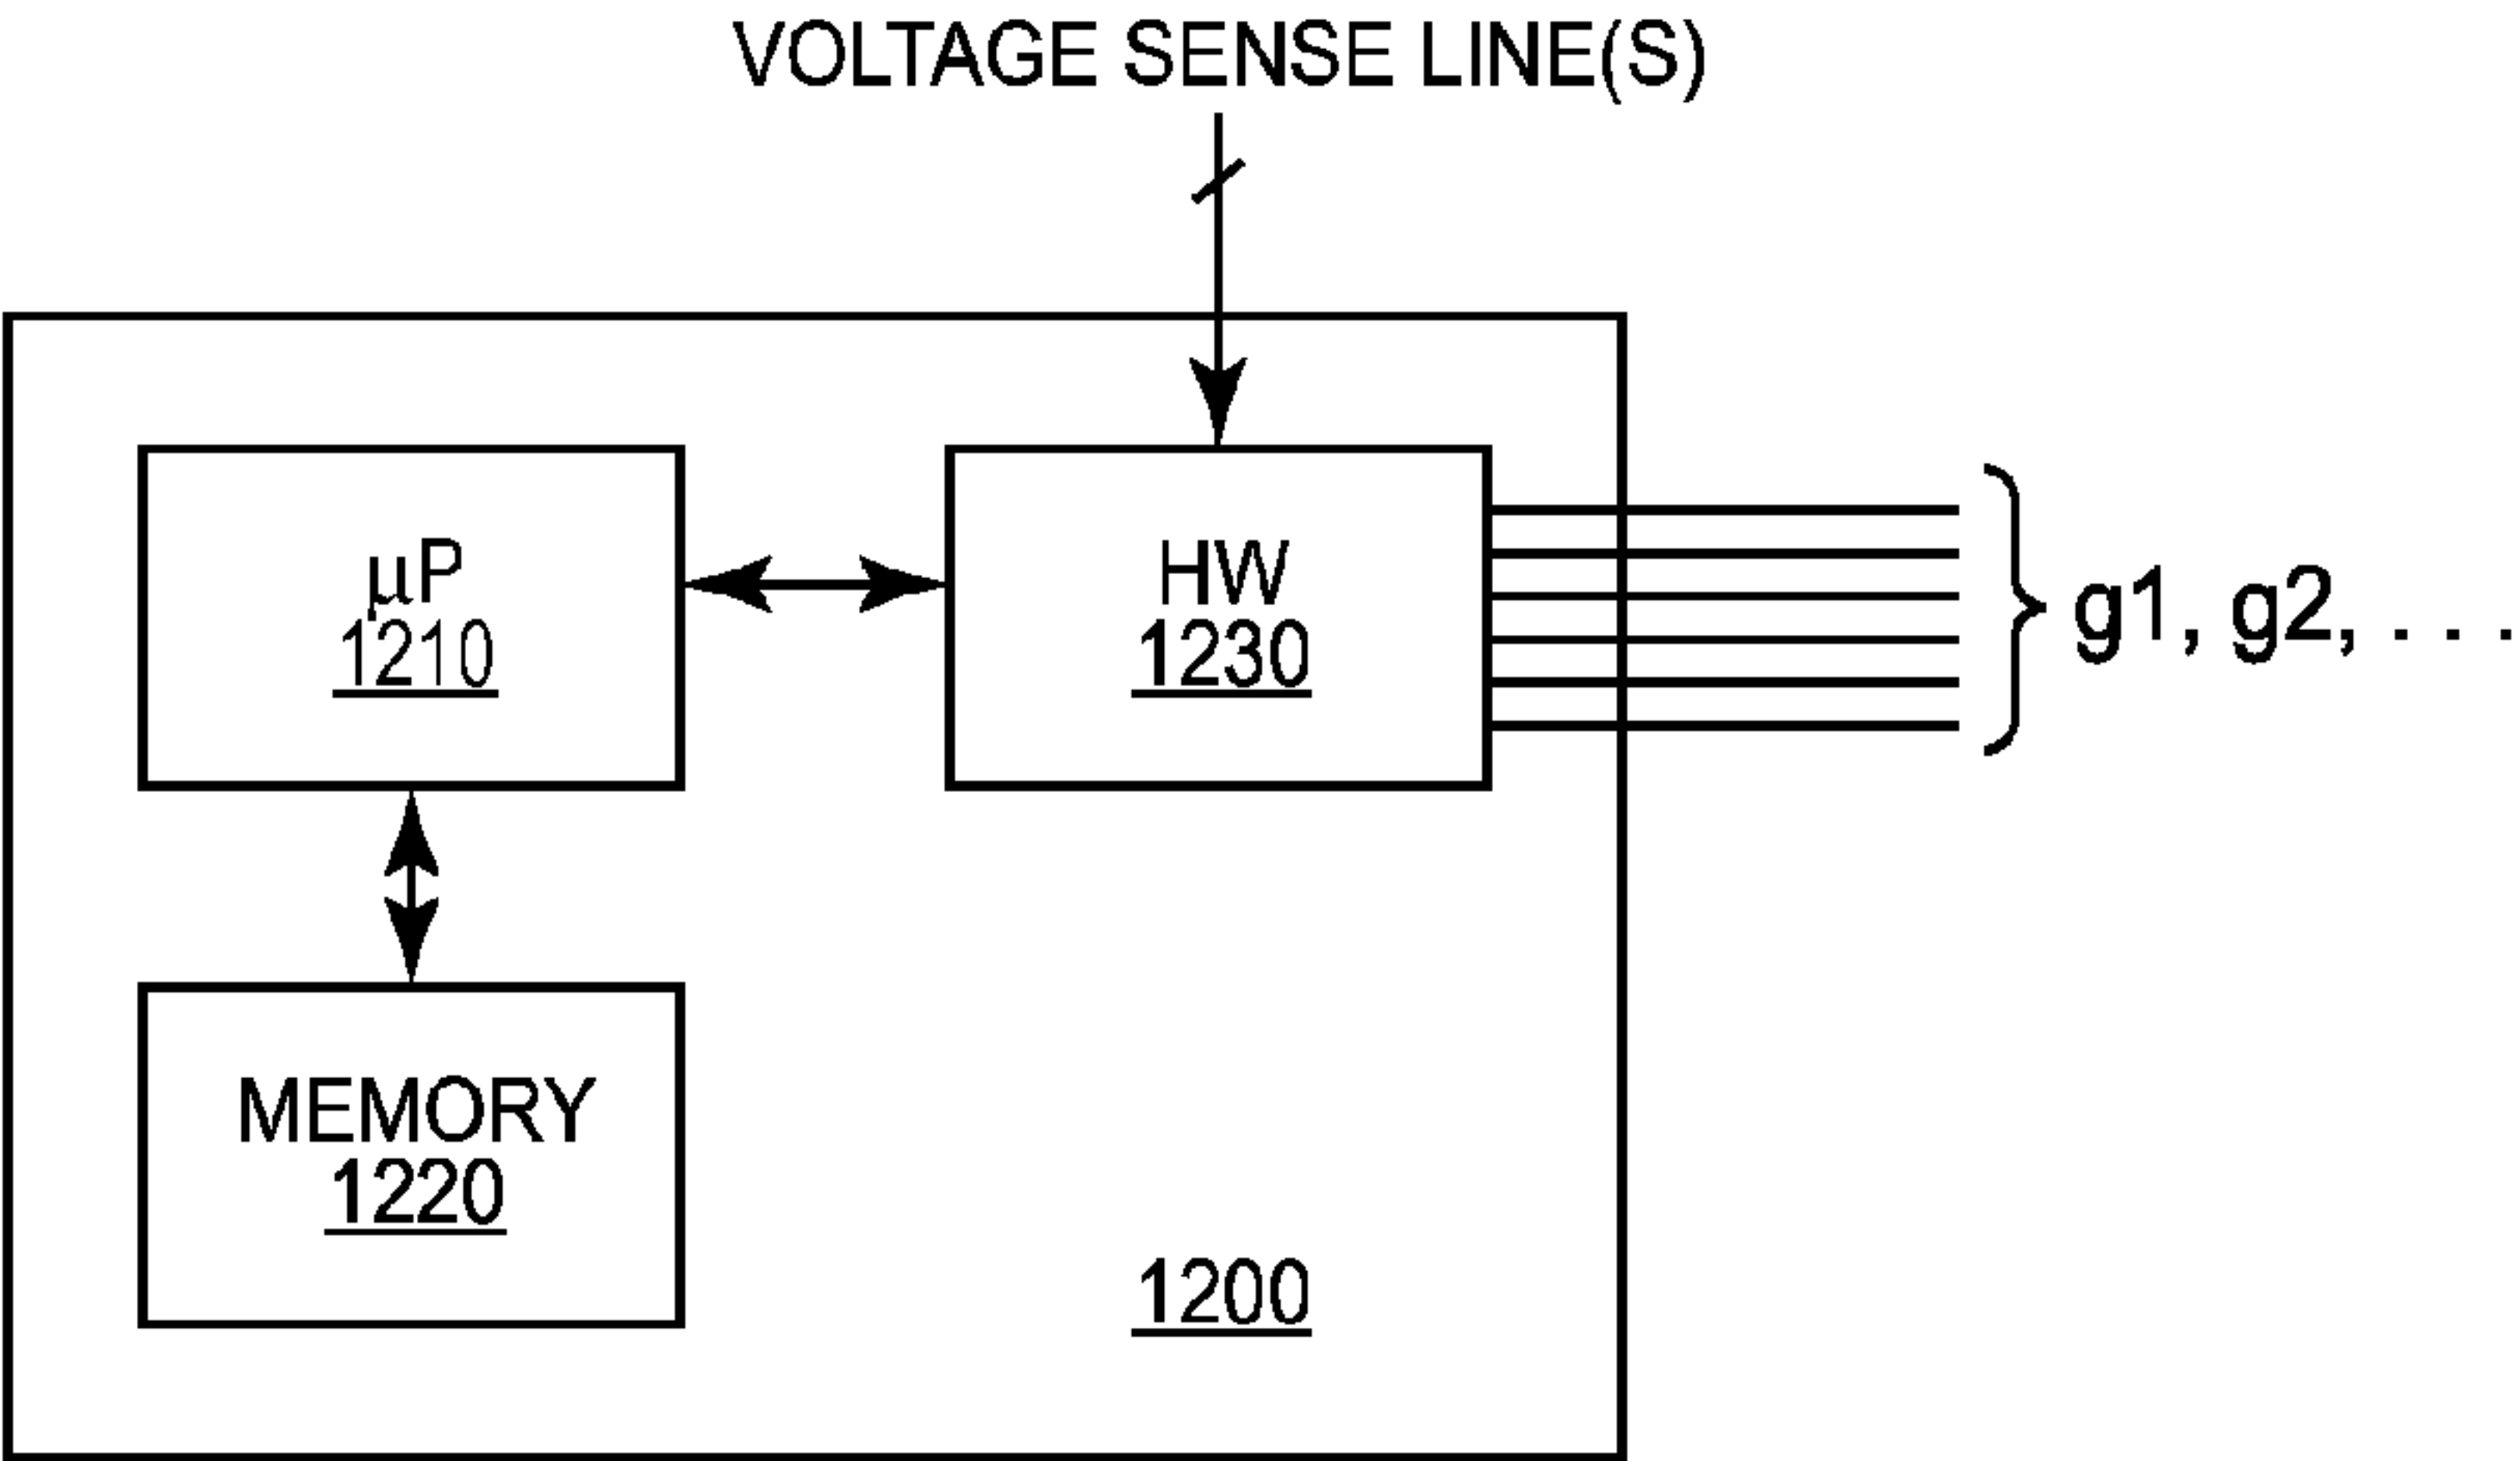 VOLTAGE SENSE LINE(S)
µP
1210
HW
1230
g1, g2, . . .
MEMORY
1220
1200